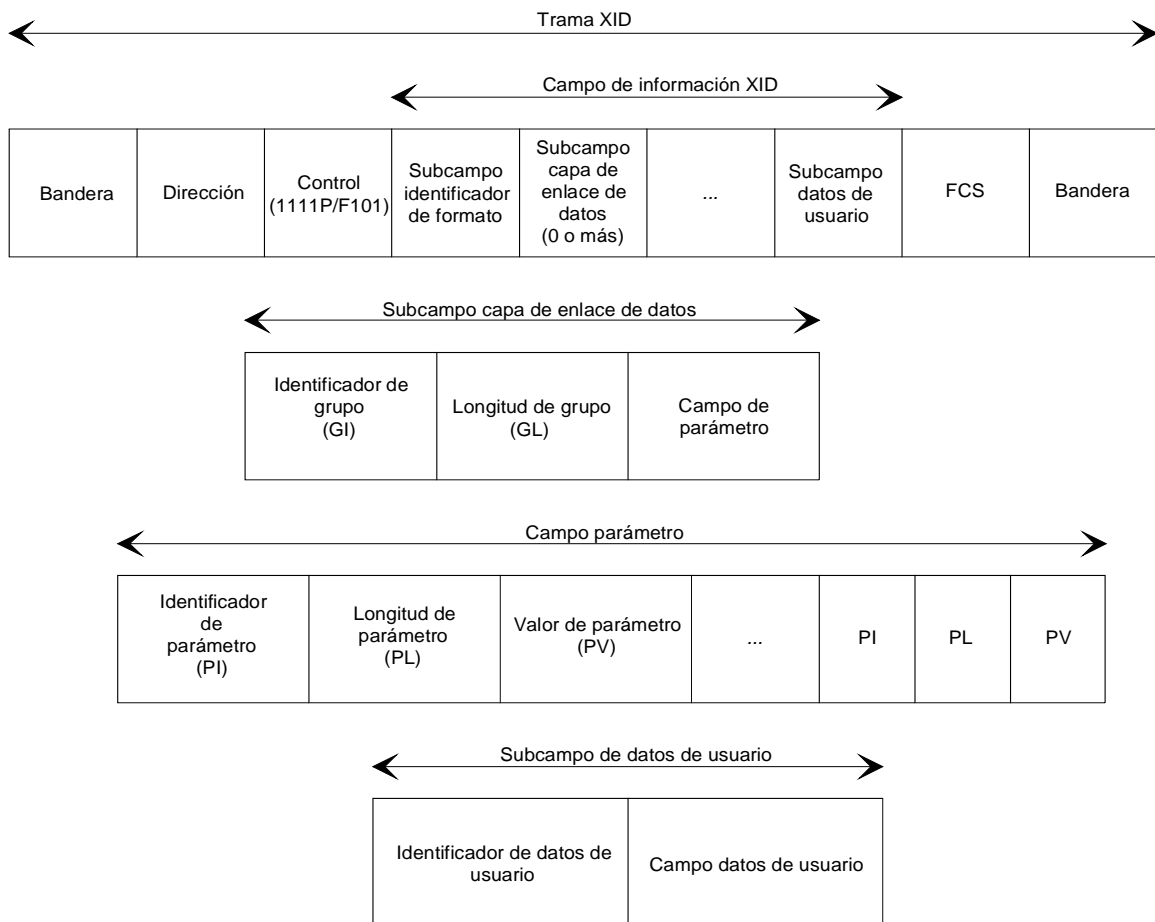 Trama XID
Campo de información XID
Bandera
Dirección
Control
(1111P/F101)
Subcampo
identificador
de formato
Subcampo
capa de
enlace de
datos
(0 o más)
...
Subcampo
datos de
usuario
FCS
Bandera
Subcampo capa de enlace de datos
Identificador de
grupo
(GI)
Longitud de grupo
(GL)
Campo de
parámetro
Campo parámetro
Identificador
de
parámetro
(PI)
Longitud de
parámetro
(PL)
Valor de parámetro
(PV)
...
PI
PL
PV
Subcampo de datos de usuario
Identificador de datos de
usuario
Campo datos de usuario